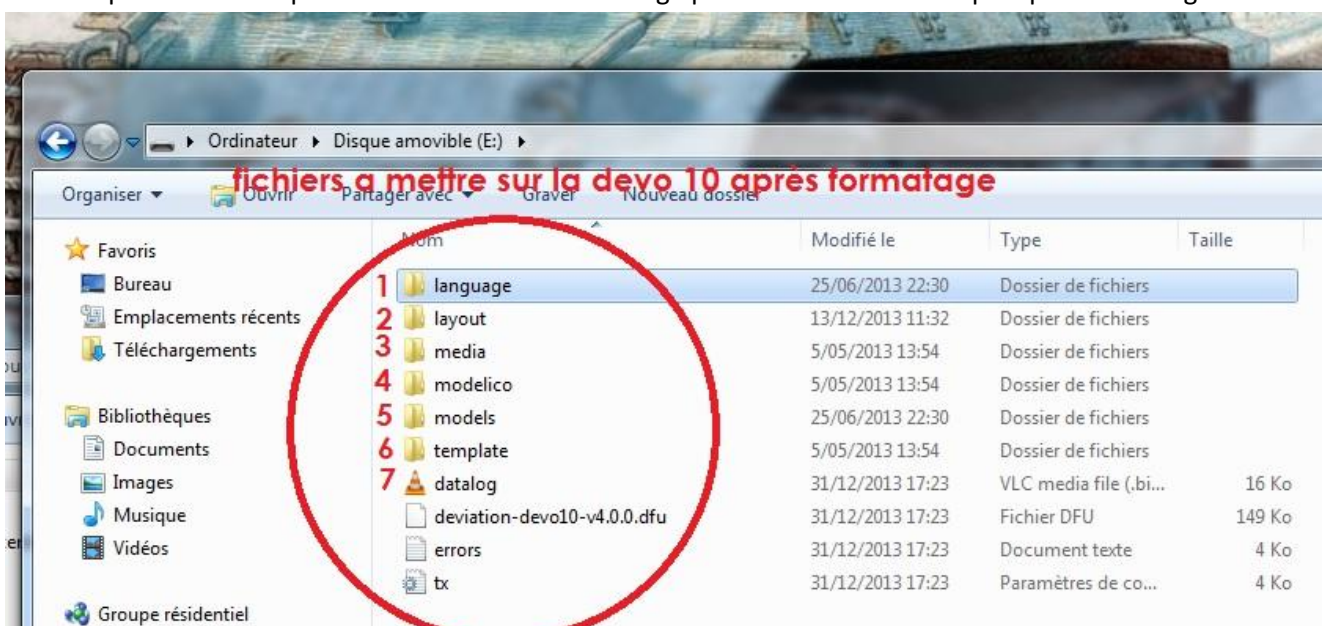 Ordinateur ▸ Disque amovible (E:) ▸
fichiers a mettre sur la devo 10 après formatage
Organiser Ouvrir Partager avec Graver Nouveau dossier
Nom Modifié le Type Taille
Favoris
Bureau
Emplacements récents
Téléchargements
Bibliothèques
Documents
Images
Musique
Vidéos
Groupe résidentiel
1 language 25/06/2013 22:30 Dossier de fichiers
2 layout 13/12/2013 11:32 Dossier de fichiers
3 media 5/05/2013 13:54 Dossier de fichiers
4 modelico 5/05/2013 13:54 Dossier de fichiers
5 models 25/06/2013 22:30 Dossier de fichiers
6 template 5/05/2013 13:54 Dossier de fichiers
7 datalog 31/12/2013 17:23 VLC media file (.bi... 16 Ko
deviation-devo10-v4.0.0.dfu 31/12/2013 17:23 Fichier DFU 149 Ko
errors 31/12/2013 17:23 Document texte 4 Ko
tx 31/12/2013 17:23 Paramètres de co... 4 Ko